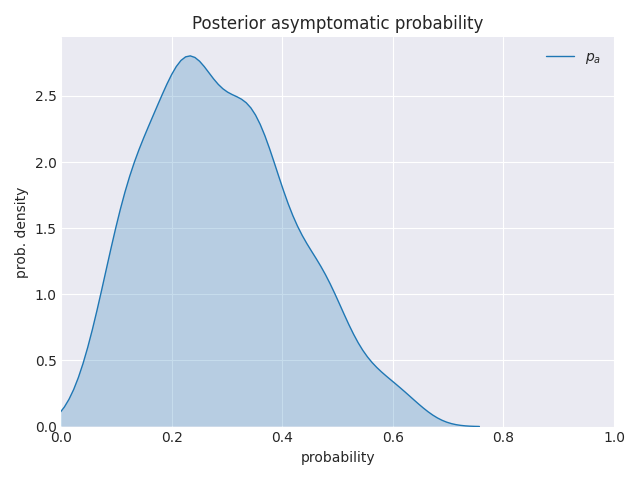 Posterior asymptomatic probability
pₐ
prob. density
2.5
2.0
1.5
1.0
0.5
0.0
0.0 0.2 0.4 0.6 0.8 1.0
probability